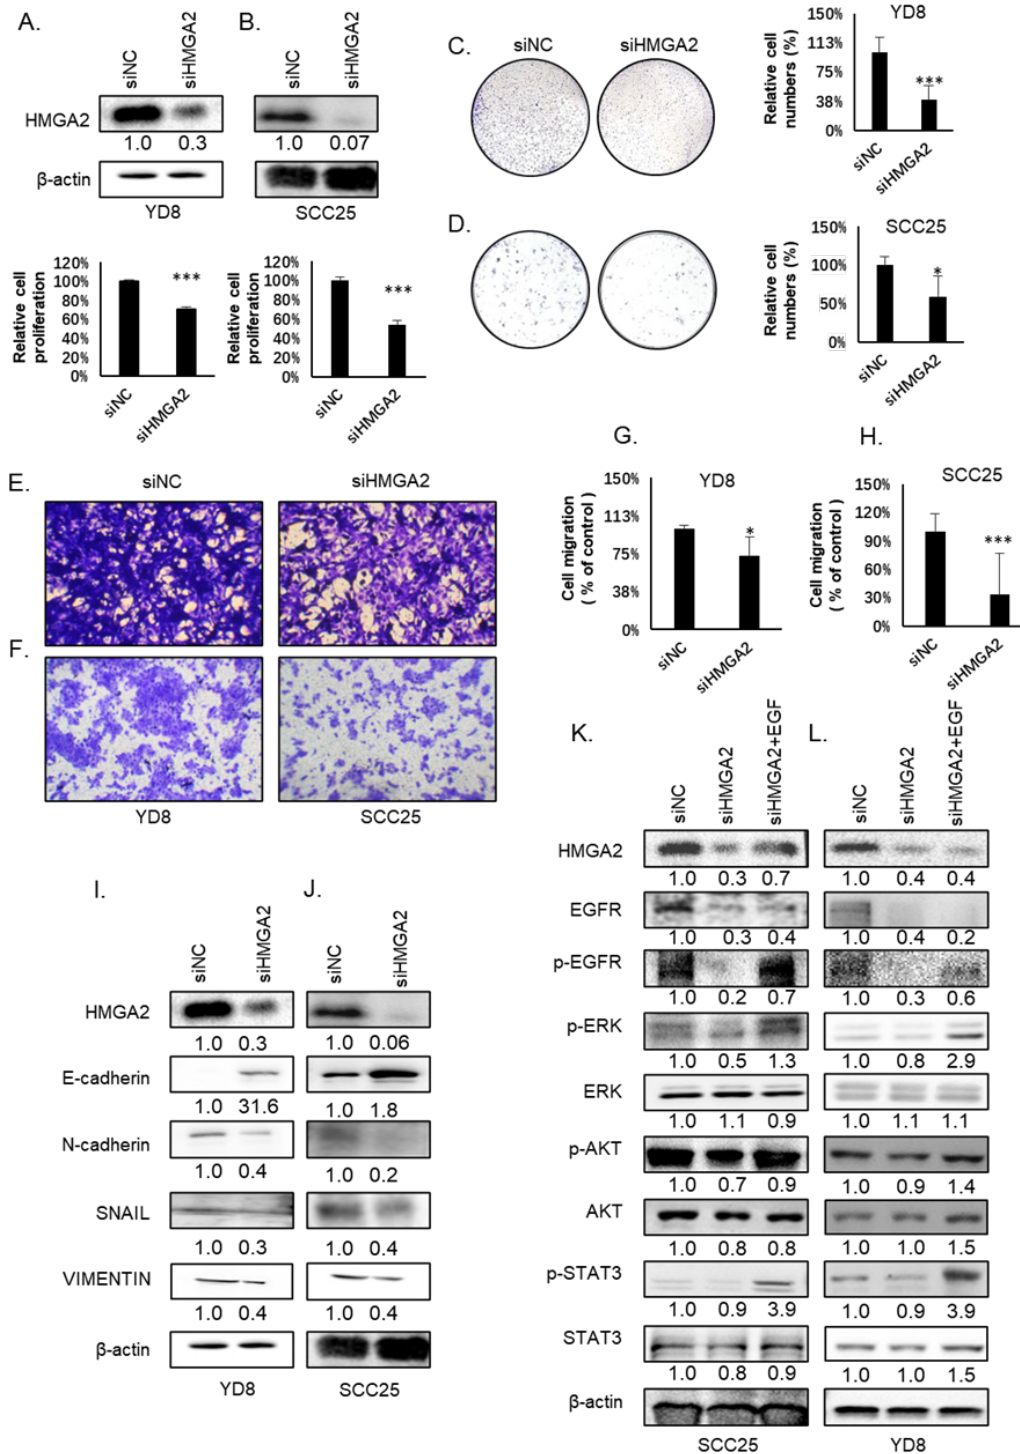 A.
siNC
siHMGA2
HMGA2
1.0 0.3
β-actin
YD8
B.
siNC
siHMGA2
1.0 0.07
SCC25
Relative cell
proliferation
120%
100%
80%
60%
40%
20%
0%
***
siNC
siHMGA2
Relative cell
proliferation
120%
100%
80%
60%
40%
20%
0%
***
siNC
siHMGA2
C.
siNC
siHMGA2
YD8
Relative cell
numbers (%)
150%
113%
75%
38%
0%
***
siNC
siHMGA2
D.
SCC25
Relative cell
numbers (%)
150%
100%
50%
0%
*
siNC
siHMGA2
E.
siNC
siHMGA2
F.
YD8
SCC25
G.
YD8
Cell migration
( % of control )
150%
113%
75%
38%
0%
*
siNC
siHMGA2
H.
SCC25
Cell migration
( % of control )
150%
120%
90%
60%
30%
0%
***
siNC
siHMGA2
I.
siNC
siHMGA2
J.
siNC
siHMGA2
HMGA2
1.0 0.3 1.0 0.06
E-cadherin
1.0 31.6 1.0 1.8
N-cadherin
1.0 0.4 1.0 0.2
SNAIL
1.0 0.3 1.0 0.4
VIMENTIN
1.0 0.4 1.0 0.4
β-actin
YD8
SCC25
K.
siNC
siHMGA2
siHMGA2+EGF
L.
siNC
siHMGA2
siHMGA2+EGF
HMGA2
1.0 0.3 0.7 1.0 0.4 0.4
EGFR
1.0 0.3 0.4 1.0 0.4 0.2
p-EGFR
1.0 0.2 0.7 1.0 0.3 0.6
p-ERK
1.0 0.5 1.3 1.0 0.8 2.9
ERK
1.0 1.1 0.9 1.0 1.1 1.1
p-AKT
1.0 0.7 0.9 1.0 0.9 1.4
AKT
1.0 0.8 0.8 1.0 1.0 1.5
p-STAT3
1.0 0.9 3.9 1.0 0.9 3.9
STAT3
1.0 0.8 0.9 1.0 1.0 1.5
β-actin
SCC25
YD8